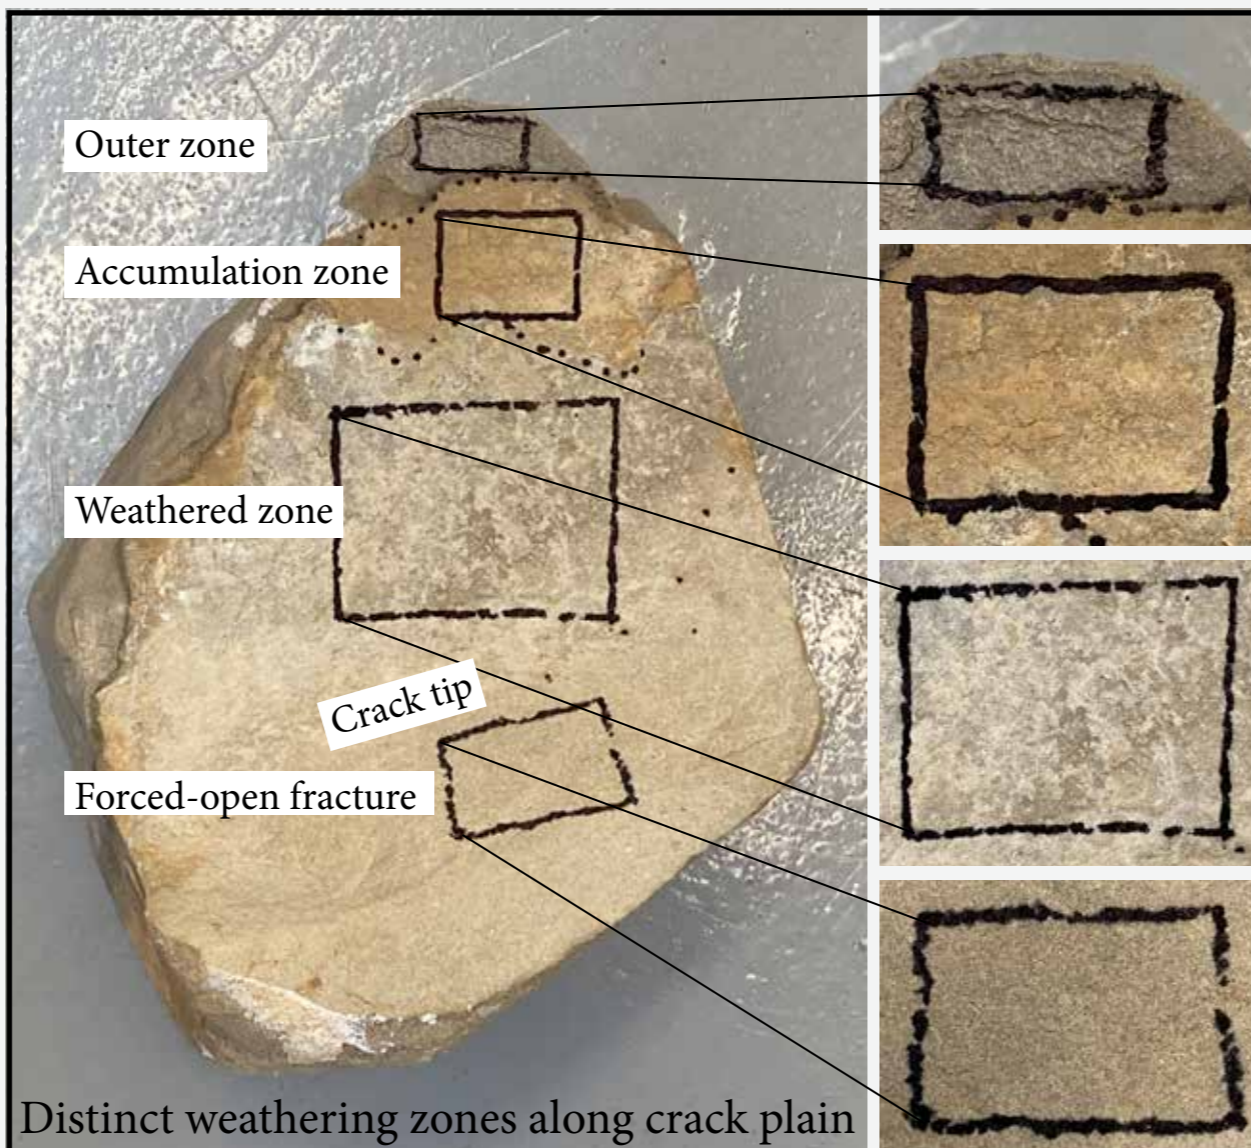 Outer zone
Accumulation zone
Weathered zone
Crack tip
Forced-open fracture
Distinct weathering zones along crack plain